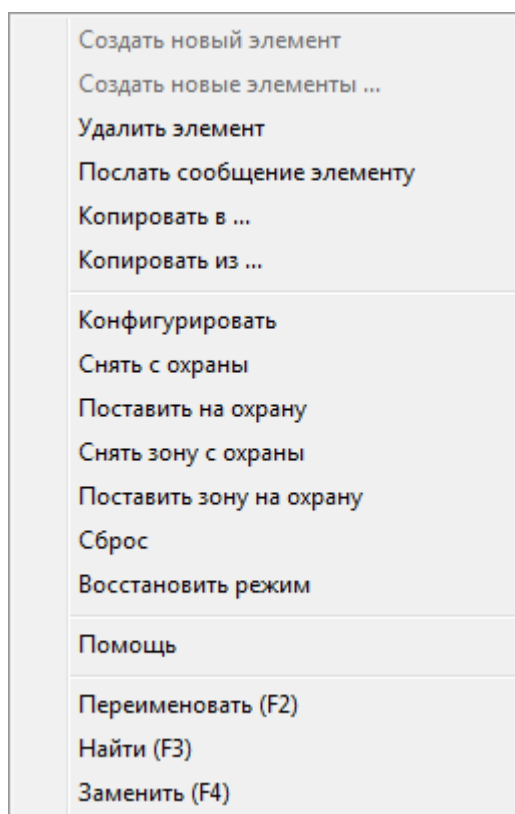 Создать новый элемент
Создать новые элементы ...
Удалить элемент
Послать сообщение элементу
Копировать в ...
Копировать из ...
Конфигурировать
Снять с охраны
Поставить на охрану
Снять зону с охраны
Поставить зону на охрану
Сброс
Восстановить режим
Помощь
Переименовать (F2)
Найти (F3)
Заменить (F4)